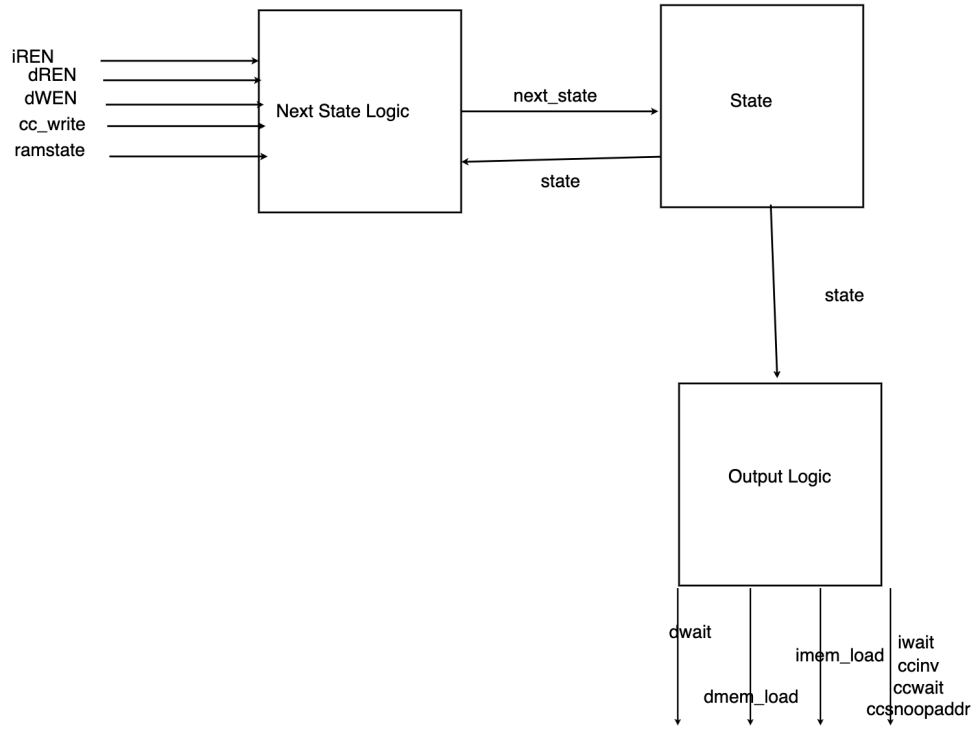 iREN
dREN
dWEN
cc_write
ramstate
Next State Logic
next_state
state
State
state
Output Logic
dwait
dmem_load
imem_load
iwait
ccinv
ccwait
ccsnoopaddr